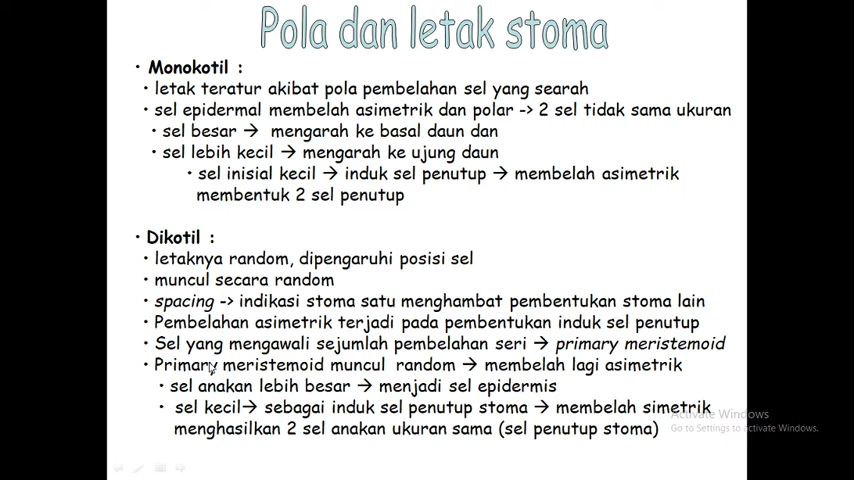 Pola dan letak stoma
• Monokotil :
• letak teratur akibat pola pembelahan sel yang searah
• sel epidermal membelah asimetrik dan polar -> 2 sel tidak sama ukuran
• sel besar → mengarah ke basal daun dan
• sel lebih kecil → mengarah ke ujung daun
• sel inisial kecil → induk sel penutup → membelah asimetrik
membentuk 2 sel penutup
• Dikotil :
• letaknya random, dipengaruhi posisi sel
• muncul secara random
• spacing -> indikasi stoma satu menghambat pembentukan stoma lain
• Pembelahan asimetrik terjadi pada pembentukan induk sel penutup
• Sel yang mengawali sejumlah pembelahan seri → primary meristemoid
• Primary meristemoid muncul random → membelah lagi asimetrik
• sel anakan lebih besar → menjadi sel epidermis
• sel kecil→ sebagai induk sel penutup stoma → membelah simetrik
menghasilkan 2 sel anakan ukuran sama (sel penutup stoma)
Activate Windows
Go to Settings to activate Windows.